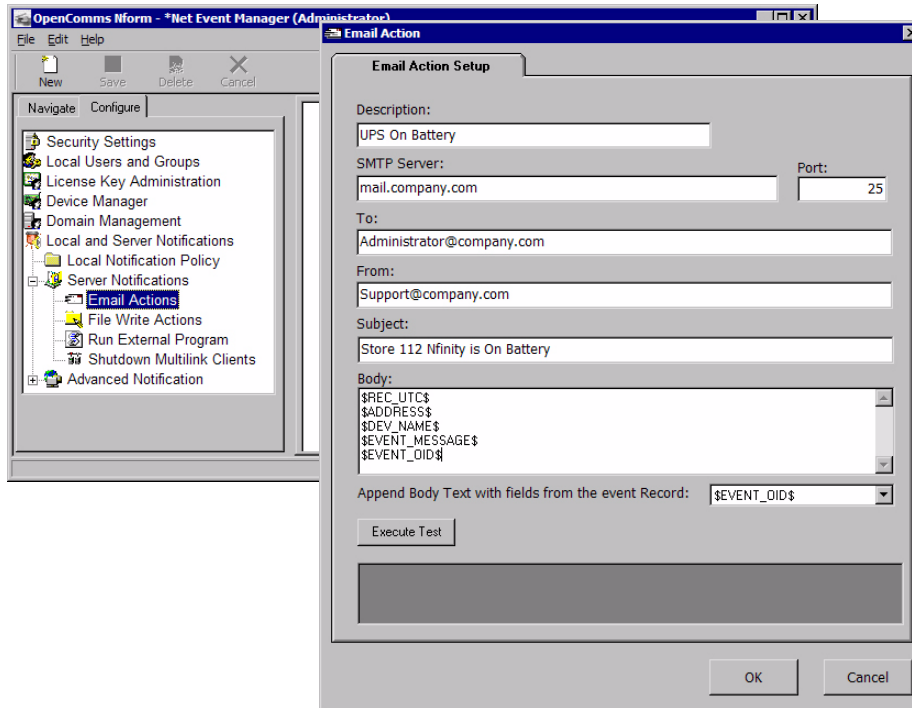 OpenComms Nform - *Net Event Manager (Administrator)
File Edit Help
New Save Delete Cancel
Navigate Configure
Security Settings
Local Users and Groups
License Key Administration
Device Manager
Domain Management
Local and Server Notifications
Local Notification Policy
Server Notifications
Email Actions
File Write Actions
Run External Program
Shutdown Multilink Clients
Advanced Notification
Email Action
Email Action Setup
Description:
UPS On Battery
SMTP Server: Port:
mail.company.com 25
To:
Administrator@company.com
From:
Support@company.com
Subject:
Store 112 Nfinity is On Battery
Body:
$REC_UTC$
$ADDRESS$
$DEV_NAME$
$EVENT_MESSAGE$
$EVENT_OID$
Append Body Text with fields from the event Record: $EVENT_OID$
Execute Test
OK Cancel